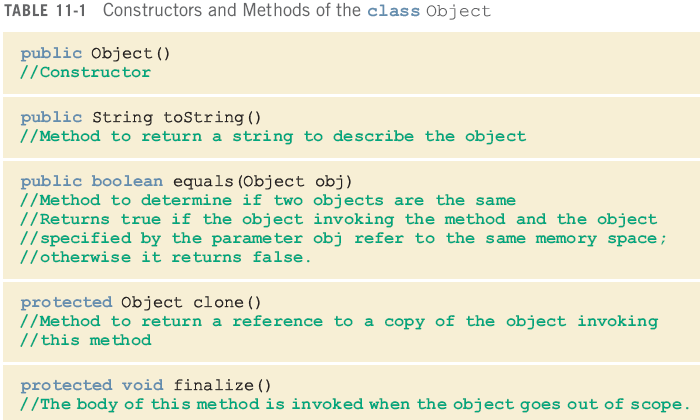 TABLE 11-1 Constructors and Methods of the class Object
public Object()
//Constructor
public String toString()
//Method to return a string to describe the object
public boolean equals(Object obj)
//Method to determine if two objects are the same
//Returns true if the object invoking the method and the object
//specified by the parameter obj refer to the same memory space;
//otherwise it returns false.
protected Object clone()
//Method to return a reference to a copy of the object invoking
//this method
protected void finalize()
//The body of this method is invoked when the object goes out of scope.